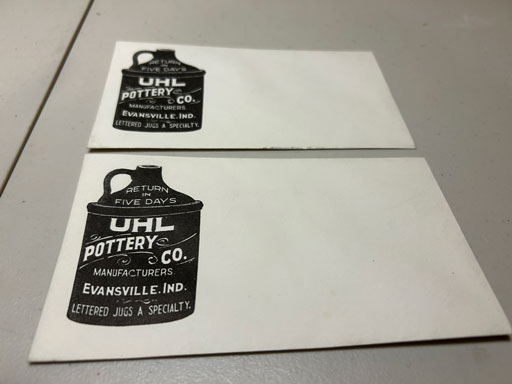 RETURN
IN
FIVE DAYS
UHL
POTTERY
CO.
MANUFACTURERS
EVANSVILLE, IND.
LETTERED JUGS A SPECIALTY.
RETURN
IN
FIVE DAYS
UHL
POTTERY
CO.
MANUFACTURERS
EVANSVILLE, IND.
LETTERED JUGS A SPECIALTY.